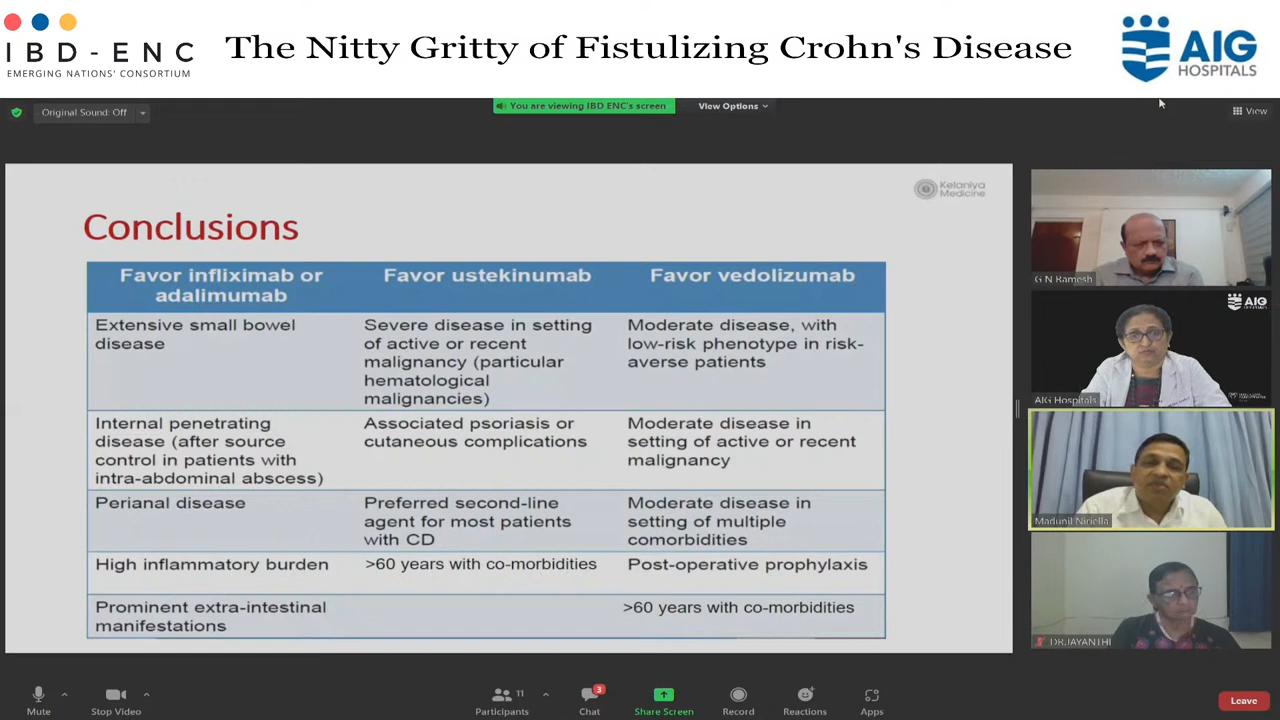 IBD-ENC
EMERGING NATIONS' CONSORTIUM
The Nitty Gritty of Fistulizing Crohn's Disease
AIG
HOSPITALS
Original Sound: Off
You are viewing IBD ENC's screen
View Options
View
Kelaniya
Medicine
Conclusions
Favor infliximab or
adalimumab
Favor ustekinumab
Favor vedolizumab
Extensive small bowel
disease
Severe disease in setting
of active or recent
malignancy (particular
hematological
malignancies)
Moderate disease, with
low-risk phenotype in risk-
averse patients
Internal penetrating
disease (after source
control in patients with
intra-abdominal abscess)
Associated psoriasis or
cutaneous complications
Moderate disease in
setting of active or recent
malignancy
Perianal disease
Preferred second-line
agent for most patients
with CD
Moderate disease in
setting of multiple
comorbidities
High inflammatory burden
>60 years with co-morbidities
Post-operative prophylaxis
Prominent extra-intestinal
manifestations
>60 years with co-morbidities
G N Ramesh
AIG
HOSPITALS
AIG Hospitals
Madunil Niriella
DR.JAYANTHI
Mute
Stop Video
11
Participants
3
Chat
Share Screen
Record
Reactions
Apps
Leave